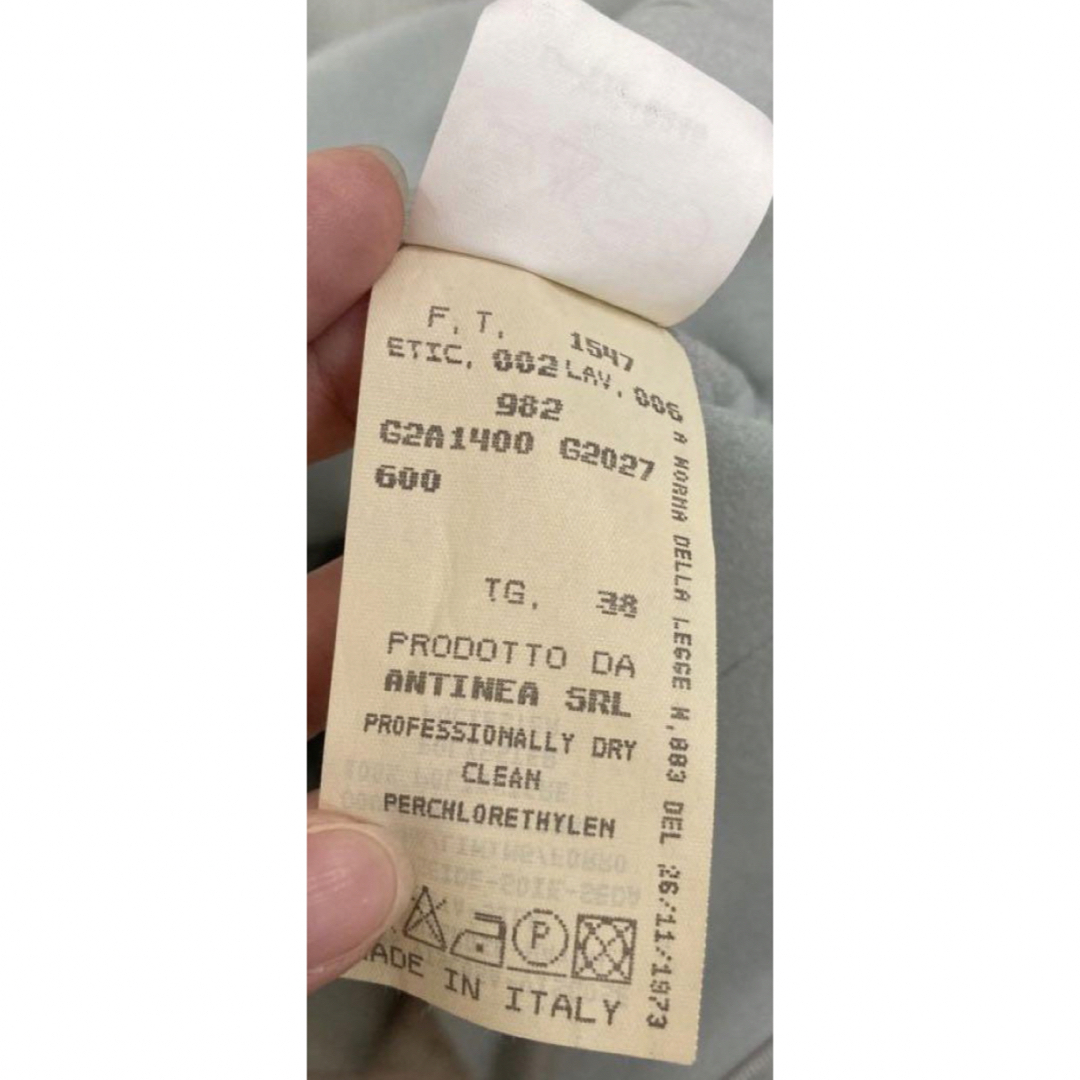 F. T. 1547
ETIC. 002 LAV. 006
982
G2A1400 G2027
600
TG. 38
PRODOTTO DA
ANTINEA SRL
PROFESSIONALLY DRY
CLEAN
PERCHLORETHYLEN
P
MADE IN ITALY
A NORMA DELLA LEGGE N.883 DEL 26/11/1973